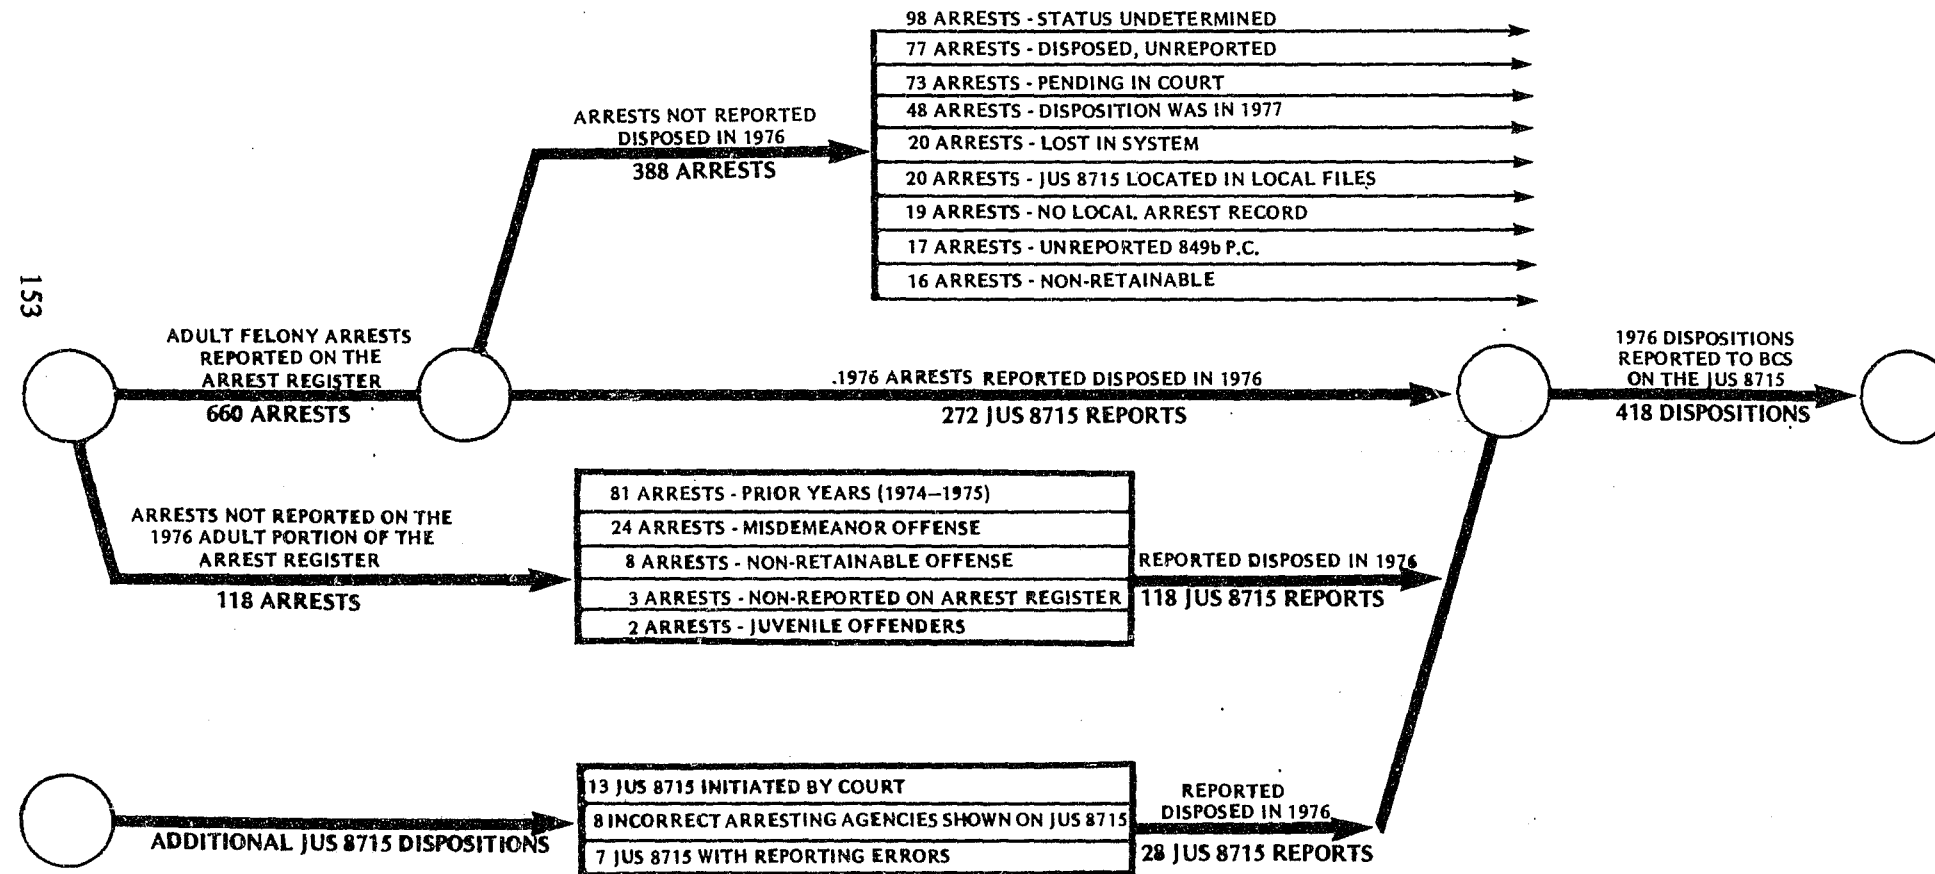 98 ARRESTS - STATUS UNDETERMINED
77 ARRESTS - DISPOSED, UNREPORTED
73 ARRESTS - PENDING IN COURT
48 ARRESTS - DISPOSITION WAS IN 1977
20 ARRESTS - LOST IN SYSTEM
20 ARRESTS - JUS 8715 LOCATED IN LOCAL FILES
19 ARRESTS - NO LOCAL ARREST RECORD
17 ARRESTS - UNREPORTED 849b P.C.
16 ARRESTS - NON-RETAINABLE
ARRESTS NOT REPORTED
DISPOSED IN 1976
388 ARRESTS
153
ADULT FELONY ARRESTS
REPORTED ON THE
ARREST REGISTER
660 ARRESTS
.1976 ARRESTS REPORTED DISPOSED IN 1976
272 JUS 8715 REPORTS
1976 DISPOSITIONS
REPORTED TO BCS
ON THE JUS 8715
418 DISPOSITIONS
ARRESTS NOT REPORTED ON THE
1976 ADULT PORTION OF THE
ARREST REGISTER
118 ARRESTS
81 ARRESTS - PRIOR YEARS (1974—1975)
24 ARRESTS - MISDEMEANOR OFFENSE
8 ARRESTS - NON-RETAINABLE OFFENSE
3 ARRESTS - NON-REPORTED ON ARREST REGISTER
2 ARRESTS - JUVENILE OFFENDERS
REPORTED DISPOSED IN 1976
118 JUS 8715 REPORTS
ADDITIONAL JUS 8715 DISPOSITIONS
13 JUS 8715 INITIATED BY COURT
8 INCORRECT ARRESTING AGENCIES SHOWN ON JUS 8715
7 JUS 8715 WITH REPORTING ERRORS
REPORTED
DISPOSED IN 1976
28 JUS 8715 REPORTS